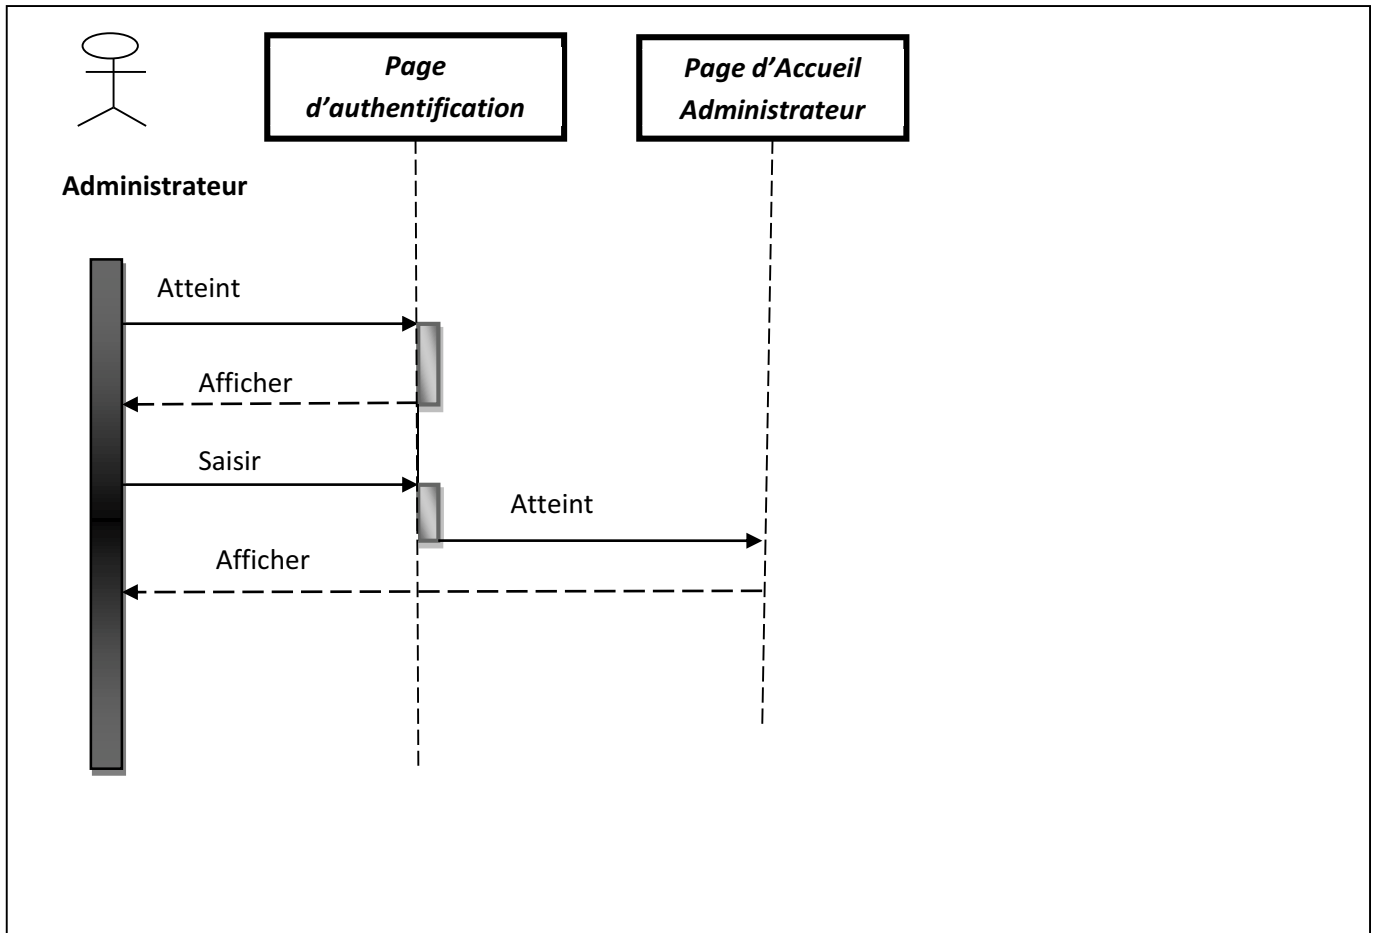 Page
d’authentification
Page d’Accueil
Administrateur
Administrateur
Atteint
Afficher
Saisir
Atteint
Afficher